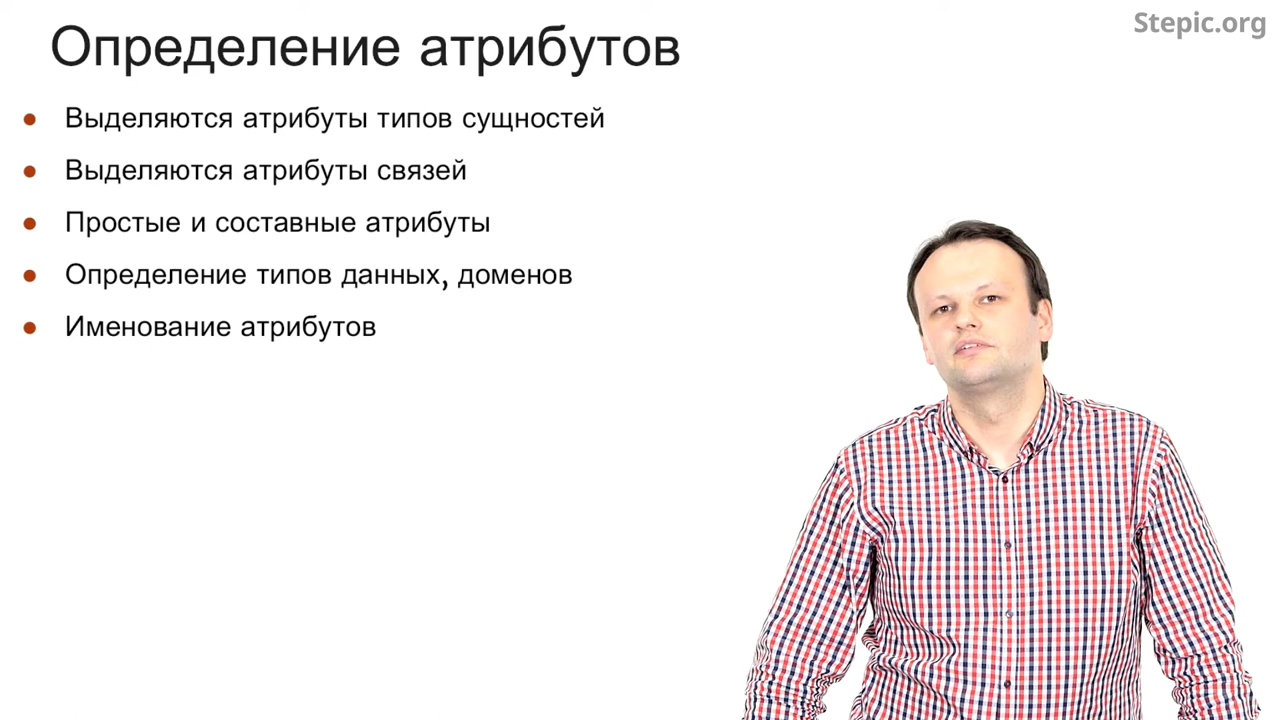 Stepic.org
Определение атрибутов
Выделяются атрибуты типов сущностей
Выделяются атрибуты связей
Простые и составные атрибуты
Определение типов данных, доменов
Именование атрибутов